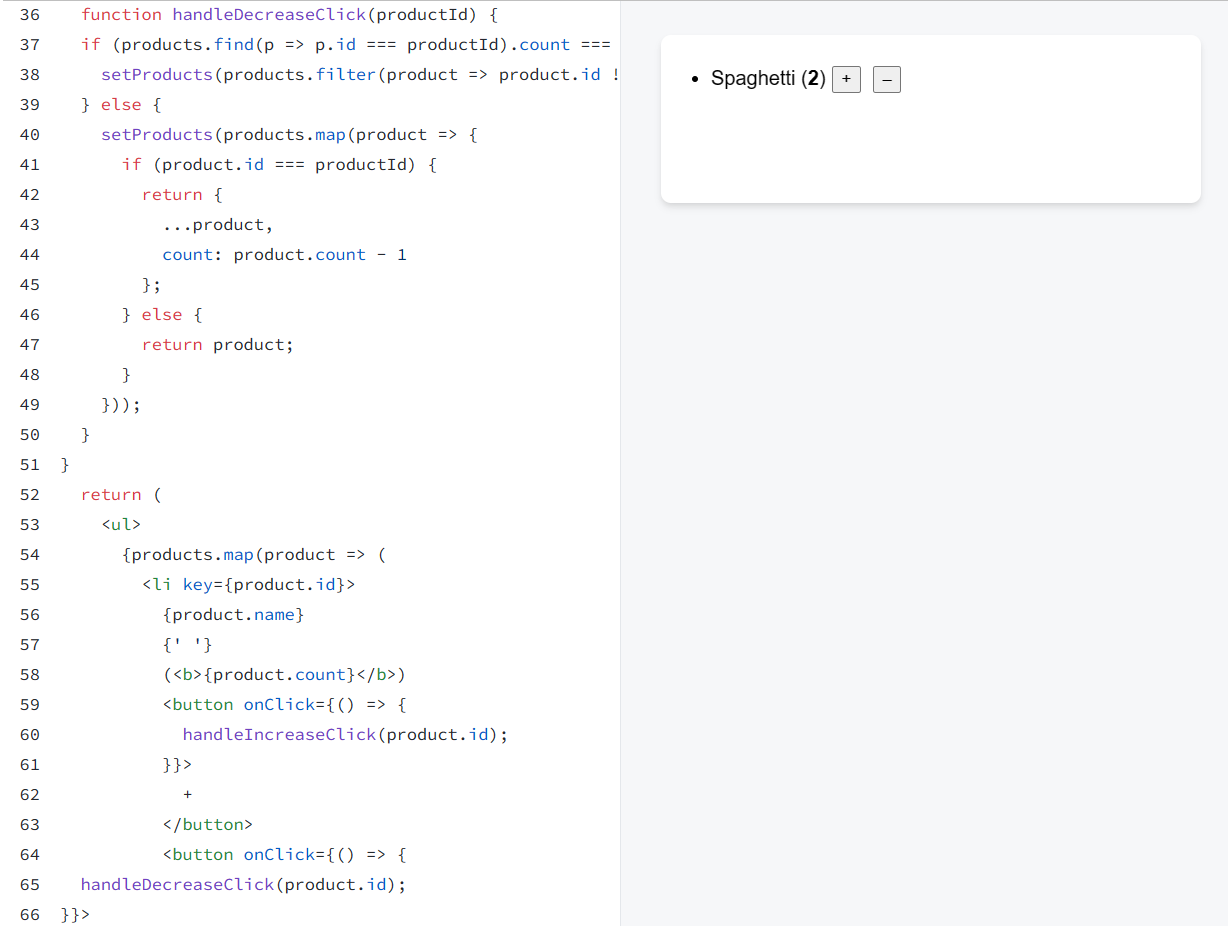 36 function handleDecreaseClick(productId) {
37 if (products.find(p => p.id === productId).count ===
38 setProducts(products.filter(product => product.id !
39 } else {
40 setProducts(products.map(product => {
41 if (product.id === productId) {
42 return {
43 ...product,
44 count: product.count - 1
45 };
46 } else {
47 return product;
48 }
49 }));
50 }
51 }
52 return (
53 <ul>
54 {products.map(product => (
55 <li key={product.id}>
56 {product.name}
57 {' '}
58 (<b>{product.count}</b>)
59 <button onClick={() => {
60 handleIncreaseClick(product.id);
61 }}>
62 +
63 </button>
64 <button onClick={() => {
65 handleDecreaseClick(product.id);
66 }}>
• Spaghetti (2) + –